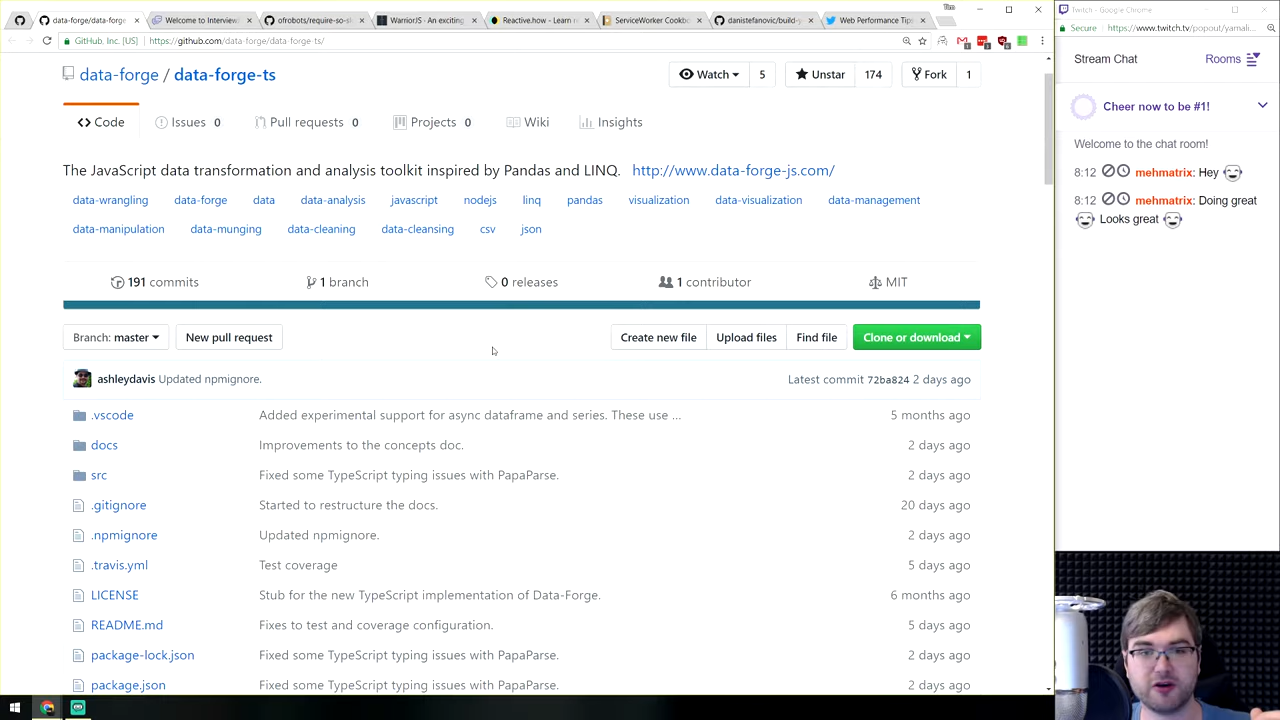 data-forge/data-forge-
Welcome to Interview
ofrobots/require-so-s
WarriorJS - An exciting
Reactive.how - Learn r
ServiceWorker Cookb
danistefanovic/build-y
Web Performance Tip
Tim
Twitch - Google Chrome
GitHub, Inc. [US]
https://github.com/data-forge/data-forge-ts/
Secure
https://www.twitch.tv/popout/yamali...
data-forge / data-forge-ts
Watch 5
Unstar 174
Fork 1
Code
Issues 0
Pull requests 0
Projects 0
Wiki
Insights
The JavaScript data transformation and analysis toolkit inspired by Pandas and LINQ. http://www.data-forge-js.com/
data-wrangling data-forge data data-analysis javascript nodejs linq pandas visualization data-visualization data-management
data-manipulation data-munging data-cleaning data-cleansing csv json
191 commits
1 branch
0 releases
1 contributor
MIT
Branch: master
New pull request
Create new file
Upload files
Find file
Clone or download
ashleydavis Updated npmignore.
Latest commit 72ba824 2 days ago
.vscode Added experimental support for async dataframe and series. These use ... 5 months ago
docs Improvements to the concepts doc. 2 days ago
src Fixed some TypeScript typing issues with PapaParse. 2 days ago
.gitignore Started to restructure the docs. 20 days ago
.npmignore Updated npmignore. 2 days ago
.travis.yml Test coverage 5 days ago
LICENSE Stub for the new TypeScript implementation of Data-Forge. 6 months ago
README.md Fixes to test and coverage configuration. 5 days ago
package-lock.json Fixed some TypeScript typing issues with PapaParse. 2 days ago
package.json Fixed some TypeScript typing issues with PapaParse. 2 days ago
Stream Chat
Rooms
Cheer now to be #1!
Welcome to the chat room!
8:12 mehmatrix: Hey
8:12 mehmatrix: Doing great
Looks great